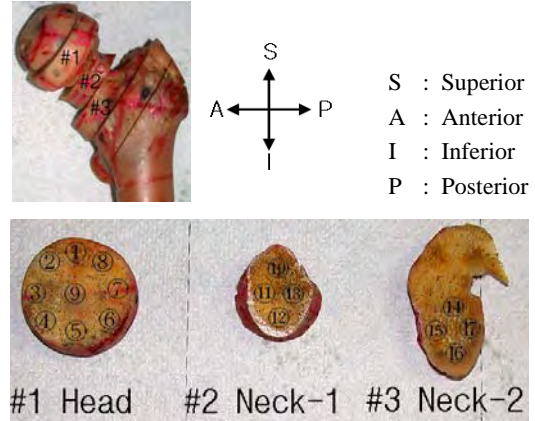 #1
#2
#3
S
A P
I
S : Superior
A : Anterior
I : Inferior
P : Posterior
① ② ⑧
③ ⑨ ⑦
④ ⑤ ⑥
⑩
⑪ ⑬
⑫
⑭
⑮ ⑰
⑯
#1 Head #2 Neck-1 #3 Neck-2